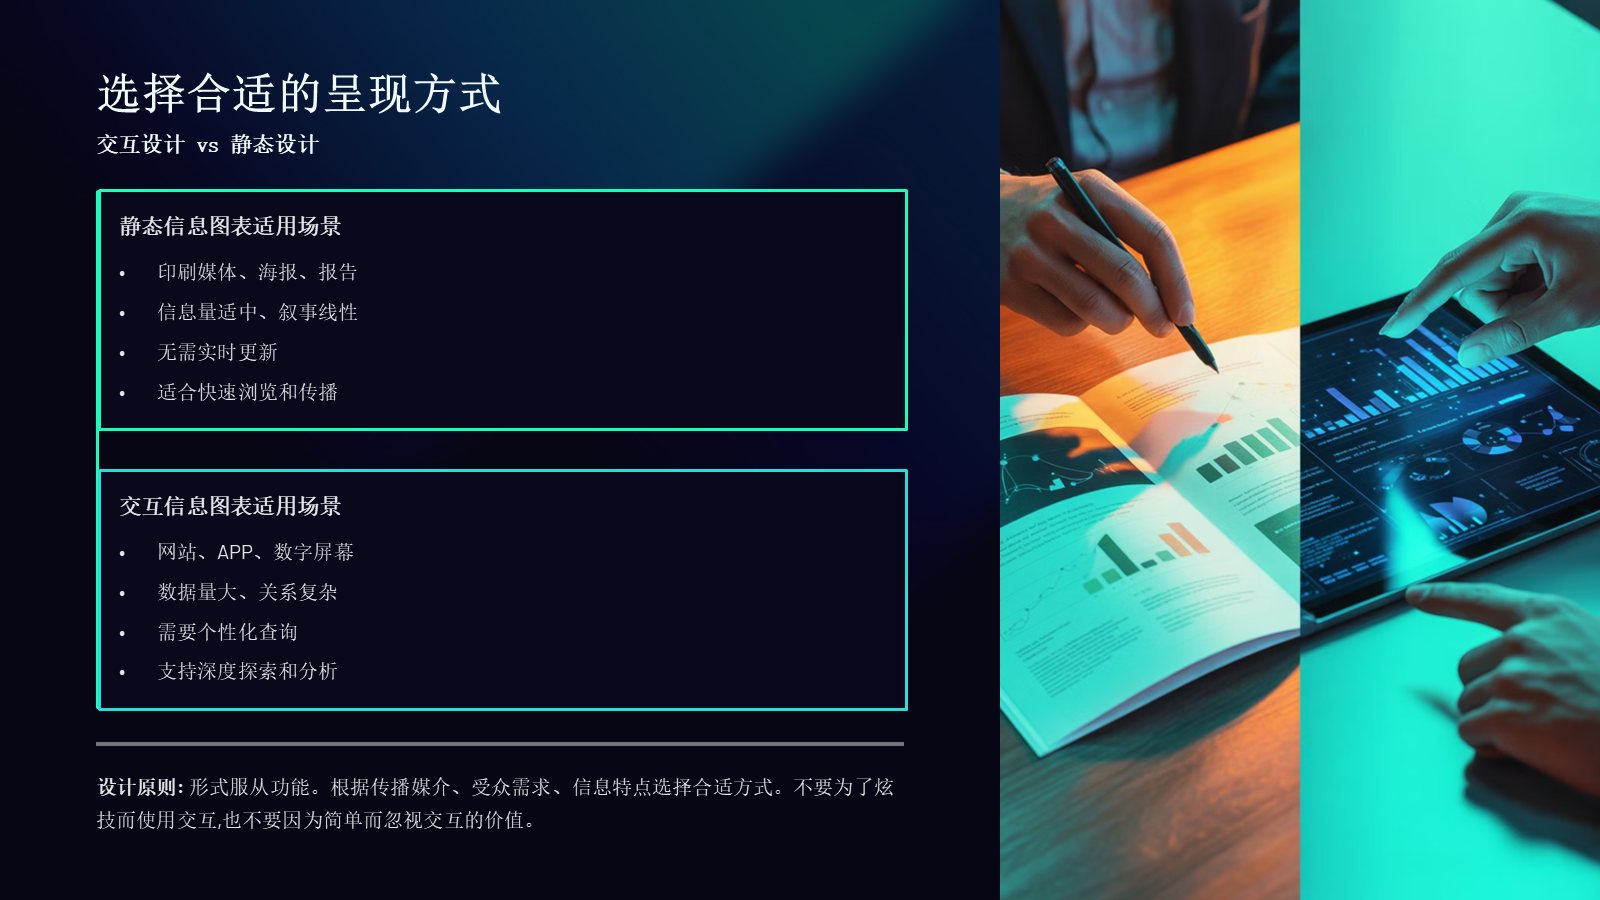 选择合适的呈现方式
交互设计 vs 静态设计
静态信息图表适用场景
• 印刷媒体、海报、报告
• 信息量适中、叙事线性
• 无需实时更新
• 适合快速浏览和传播
交互信息图表适用场景
• 网站、APP、数字屏幕
• 数据量大、关系复杂
• 需要个性化查询
• 支持深度探索和分析
设计原则: 形式服从功能。根据传播媒介、受众需求、信息特点选择合适方式。不要为了炫
技而使用交互,也不要因为简单而忽视交互的价值。